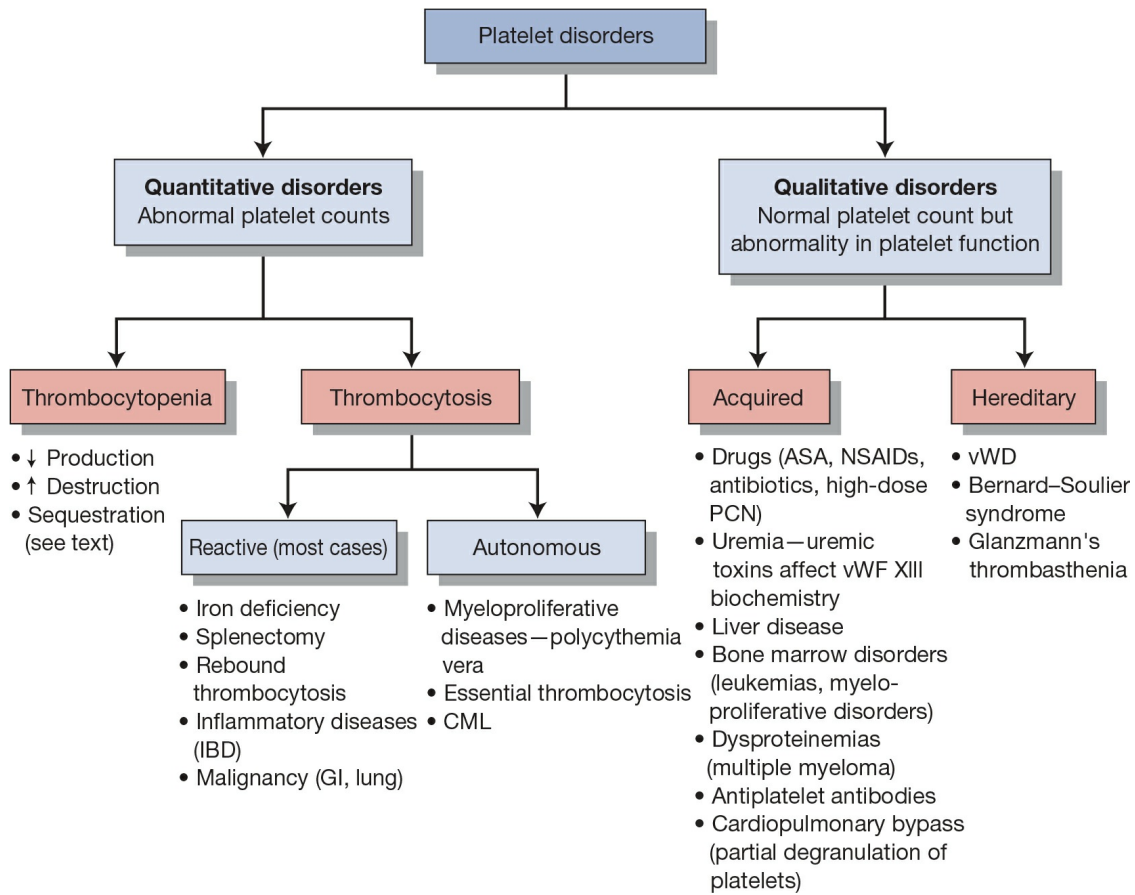 Platelet disorders
Quantitative disorders
Abnormal platelet counts
Qualitative disorders
Normal platelet count but
abnormality in platelet function
Thrombocytopenia
• ↓ Production
• ↑ Destruction
• Sequestration
(see text)
Thrombocytosis
Reactive (most cases)
• Iron deficiency
• Splenectomy
• Rebound
thrombocytosis
• Inflammatory diseases
(IBD)
• Malignancy (GI, lung)
Autonomous
• Myeloproliferative
diseases—polycythemia
vera
• Essential thrombocytosis
• CML
Acquired
• Drugs (ASA, NSAIDs,
antibiotics, high-dose
PCN)
• Uremia—uremic
toxins affect vWF XIII
biochemistry
• Liver disease
• Bone marrow disorders
(leukemias, myelo-
proliferative disorders)
• Dysproteinemias
(multiple myeloma)
• Antiplatelet antibodies
• Cardiopulmonary bypass
(partial degranulation of
platelets)
Hereditary
• vWD
• Bernard–Soulier
syndrome
• Glanzmann's
thrombasthenia